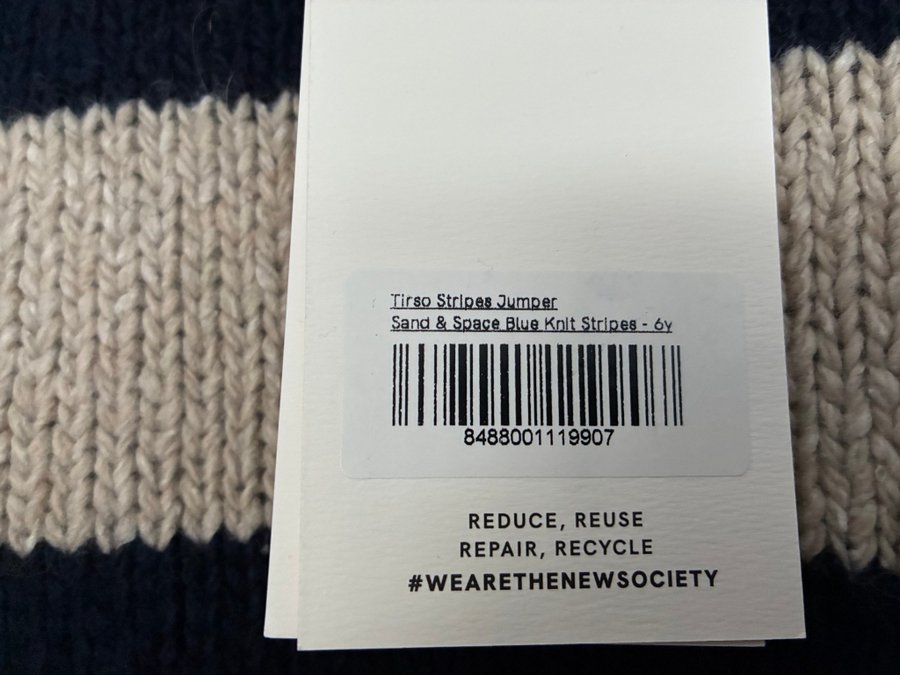 Tirso Stripes Jumper
Sand & Space Blue Knit Stripes - 6y
8488001119907
REDUCE, REUSE
REPAIR, RECYCLE
#WEARETHENEWSOCIETY